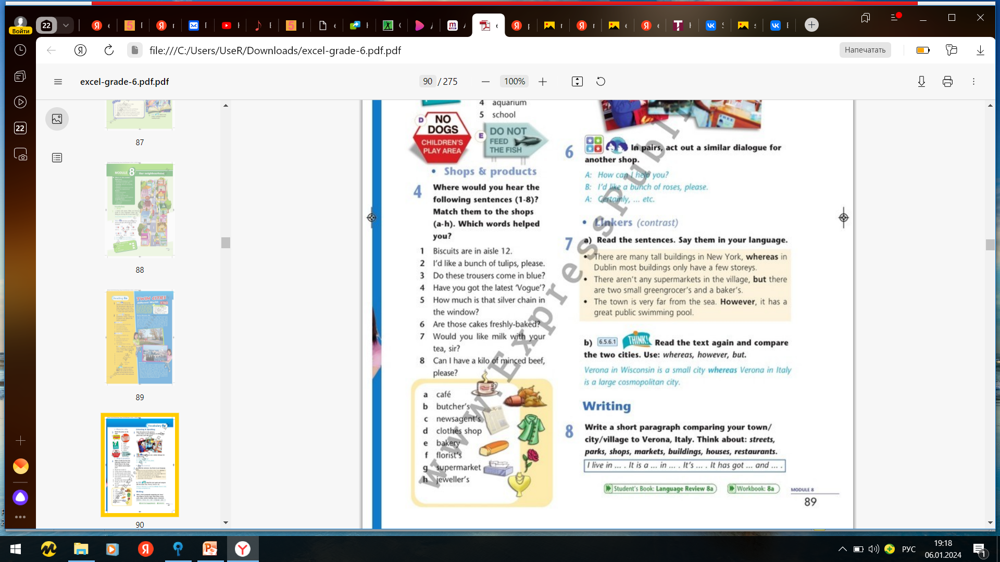 Войти
22
file:///C:/Users/UseR/Downloads/excel-grade-6.pdf.pdf
Напечатать
excel-grade-6.pdf.pdf
90 / 275
100%
22
87
MODULE 8 Our neighbourhood
88
Reading 8a
TWIN CITIES
Different Worlds
89
Vocabulary 8a
90
4 aquarium
5 school
D NO DOGS
CHILDREN'S
PLAY AREA
E DO NOT
FEED
THE FISH
• Shops & products
4 Where would you hear the
following sentences (1-8)?
Match them to the shops
(a-h). Which words helped
you?
1 Biscuits are in aisle 12.
2 I'd like a bunch of tulips, please.
3 Do these trousers come in blue?
4 Have you got the latest 'Vogue'?
5 How much is that silver chain in
the window?
6 Are those cakes freshly-baked?
7 Would you like milk with your
tea, sir?
8 Can I have a kilo of minced beef,
please?
a café
b butcher's
c newsagent's
d clothes shop
e bakery
f florist's
g supermarket
h jeweller's
6 In pairs, act out a similar dialogue for
another shop.
A: How can I help you?
B: I'd like a bunch of roses, please.
A: Certainly, ... etc.
• Linkers (contrast)
7 a) Read the sentences. Say them in your language.
• There are many tall buildings in New York, whereas in
Dublin most buildings only have a few storeys.
• There aren't any supermarkets in the village, but there
are two small greengrocer's and a baker's.
• The town is very far from the sea. However, it has a
great public swimming pool.
b) 6.5.6.1 THINK! Read the text again and compare
the two cities. Use: whereas, however, but.
Verona in Wisconsin is a small city whereas Verona in Italy
is a large cosmopolitan city.
Writing
8 Write a short paragraph comparing your town/
city/village to Verona, Italy. Think about: streets,
parks, shops, markets, buildings, houses, restaurants.
I live in ... . It is a ... in ... . It's ... . It has got ... and ... .
Student's Book: Language Review 8a
Workbook: 8a
MODULE 8
89
РУС
19:18
06.01.2024
1